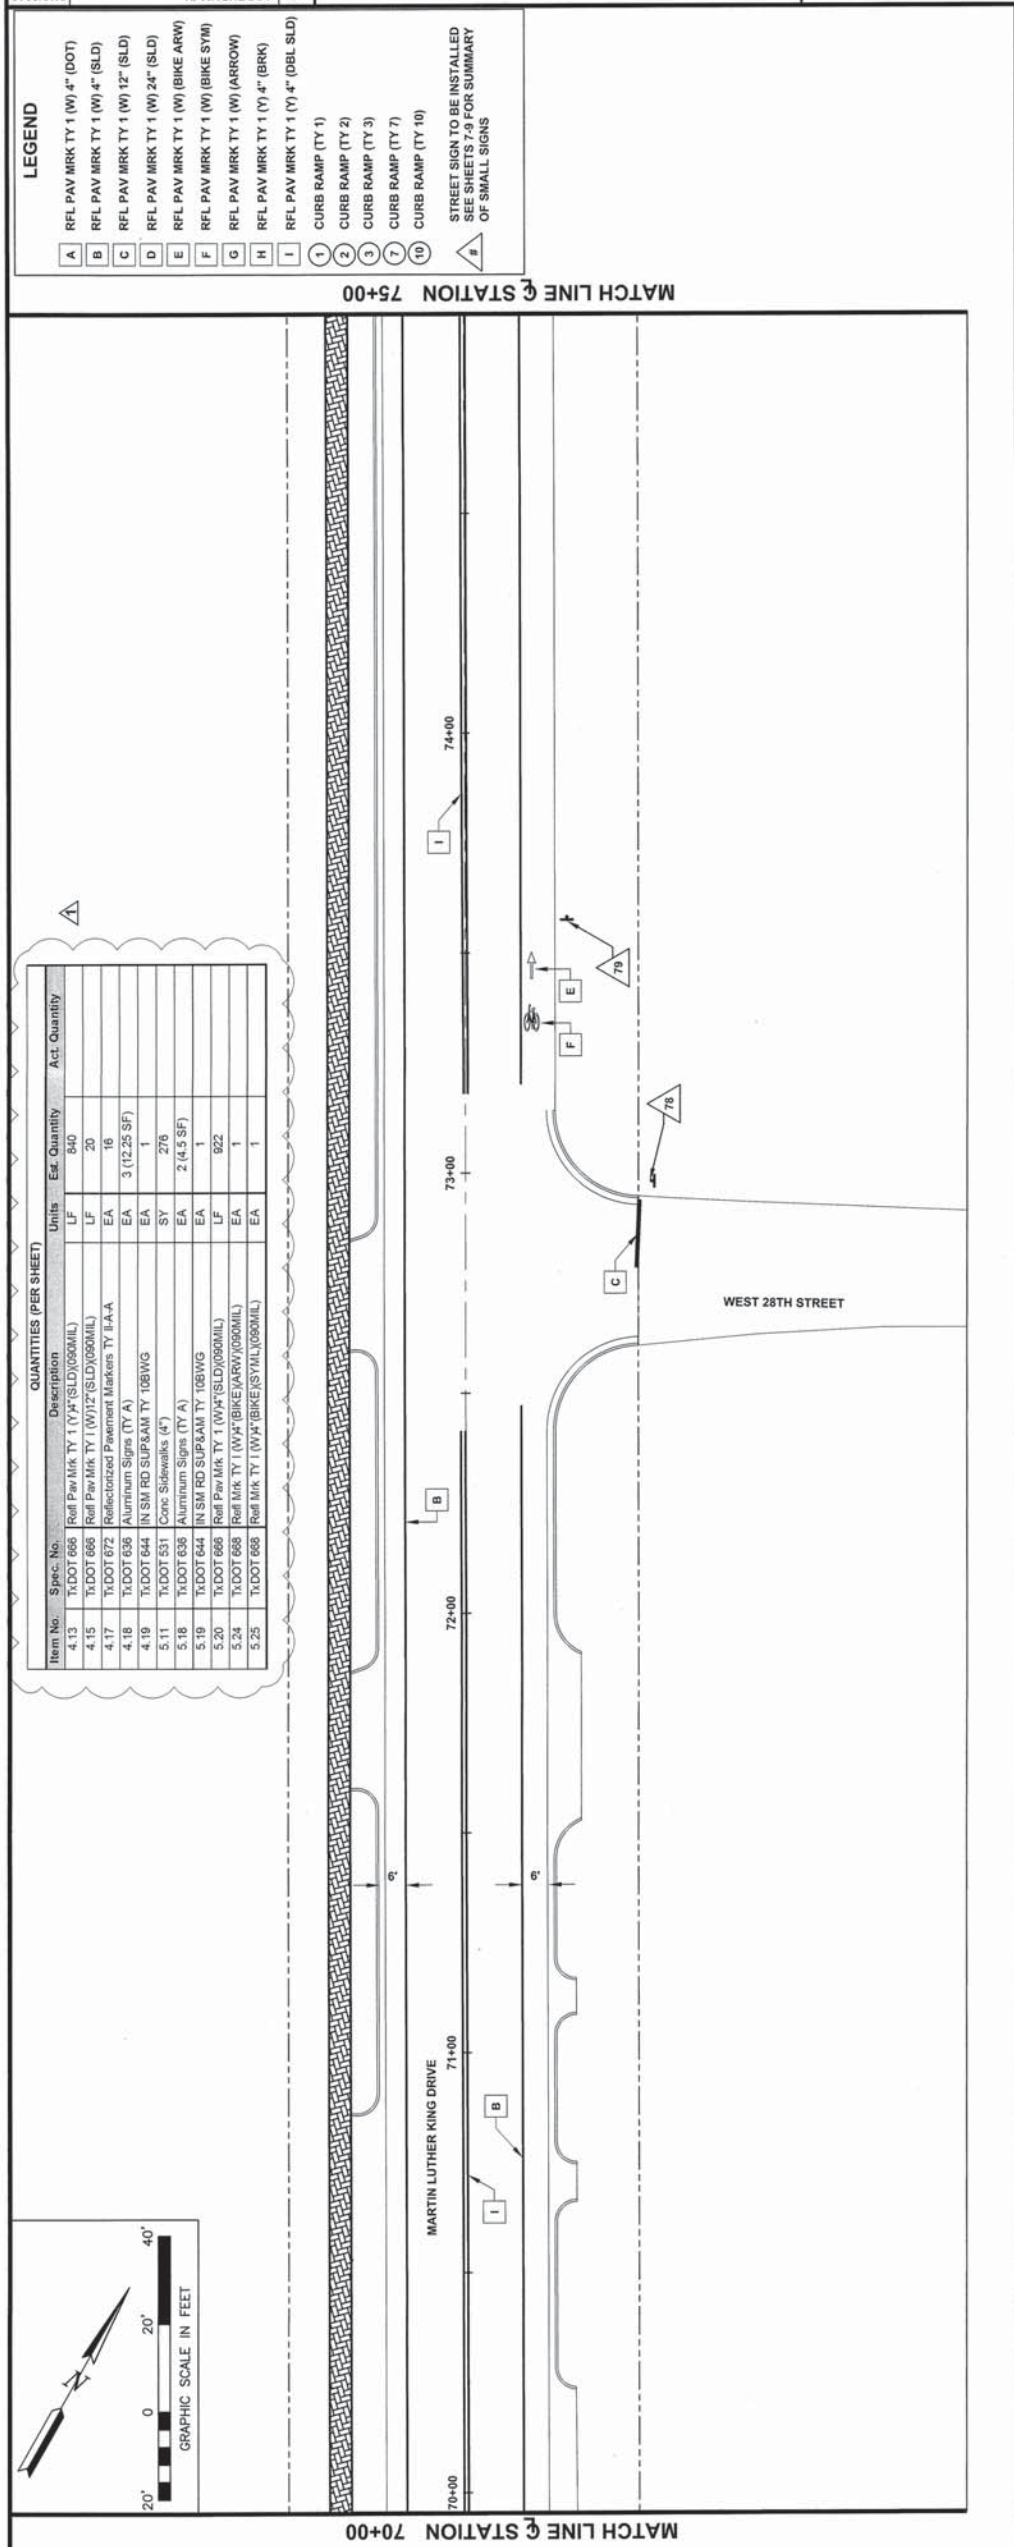 LEGEND
A RFL PAV MRK TY 1 (W) 4" (DOT)
B RFL PAV MRK TY 1 (W) 4" (SLD)
C RFL PAV MRK TY 1 (W) 12" (SLD)
D RFL PAV MRK TY 1 (W) 24" (SLD)
E RFL PAV MRK TY 1 (W) (BIKE ARW)
F RFL PAV MRK TY 1 (W) (BIKE SYM)
G RFL PAV MRK TY 1 (W) (ARROW)
H RFL PAV MRK TY 1 (Y) 4" (BRK)
I RFL PAV MRK TY 1 (Y) 4" (DBL SLD)
1 CURB RAMP (TY 1)
2 CURB RAMP (TY 2)
3 CURB RAMP (TY 3)
7 CURB RAMP (TY 7)
10 CURB RAMP (TY 10)
# STREET SIGN TO BE INSTALLED
SEE SHEETS 7-9 FOR SUMMARY
OF SMALL SIGNS
MATCH LINE ℄ STATION 75+00
QUANTITIES (PER SHEET)
Item No. Spec. No. Description Units Est. Quantity Act. Quantity
4.13 TxDOT 666 Refl Pav Mrk TY 1 (Y)4"(SLD)(090MIL) LF 840
4.15 TxDOT 666 Refl Pav Mrk TY I (W)12"(SLD)(090MIL) LF 20
4.17 TxDOT 672 Reflectorized Pavement Markers TY II-A-A EA 16
4.18 TxDOT 636 Aluminum Signs (TY A) EA 3 (12.25 SF)
4.19 TxDOT 644 IN SM RD SUP&AM TY 10BWG EA 1
5.11 TxDOT 531 Conc Sidewalks (4") SY 276
5.18 TxDOT 636 Aluminum Signs (TY A) EA 2 (4.5 SF)
5.19 TxDOT 644 IN SM RD SUP&AM TY 10BWG EA 1
5.20 TxDOT 666 Refl Pav Mrk TY 1 (W)4"(SLD)(090MIL) LF 922
5.24 TxDOT 668 Refl Mrk TY I (W)4"(BIKE)(ARW)(090MIL) EA 1
5.25 TxDOT 668 Refl Mrk TY I (W)4"(BIKE)(SYML)(090MIL) EA 1
1
N
20' 0 20' 40'
GRAPHIC SCALE IN FEET
6'
B
MARTIN LUTHER KING DRIVE
I
70+00 71+00 72+00 73+00 74+00
I
B
6'
F
E
79
78
C
WEST 28TH STREET
MATCH LINE ℄ STATION 70+00